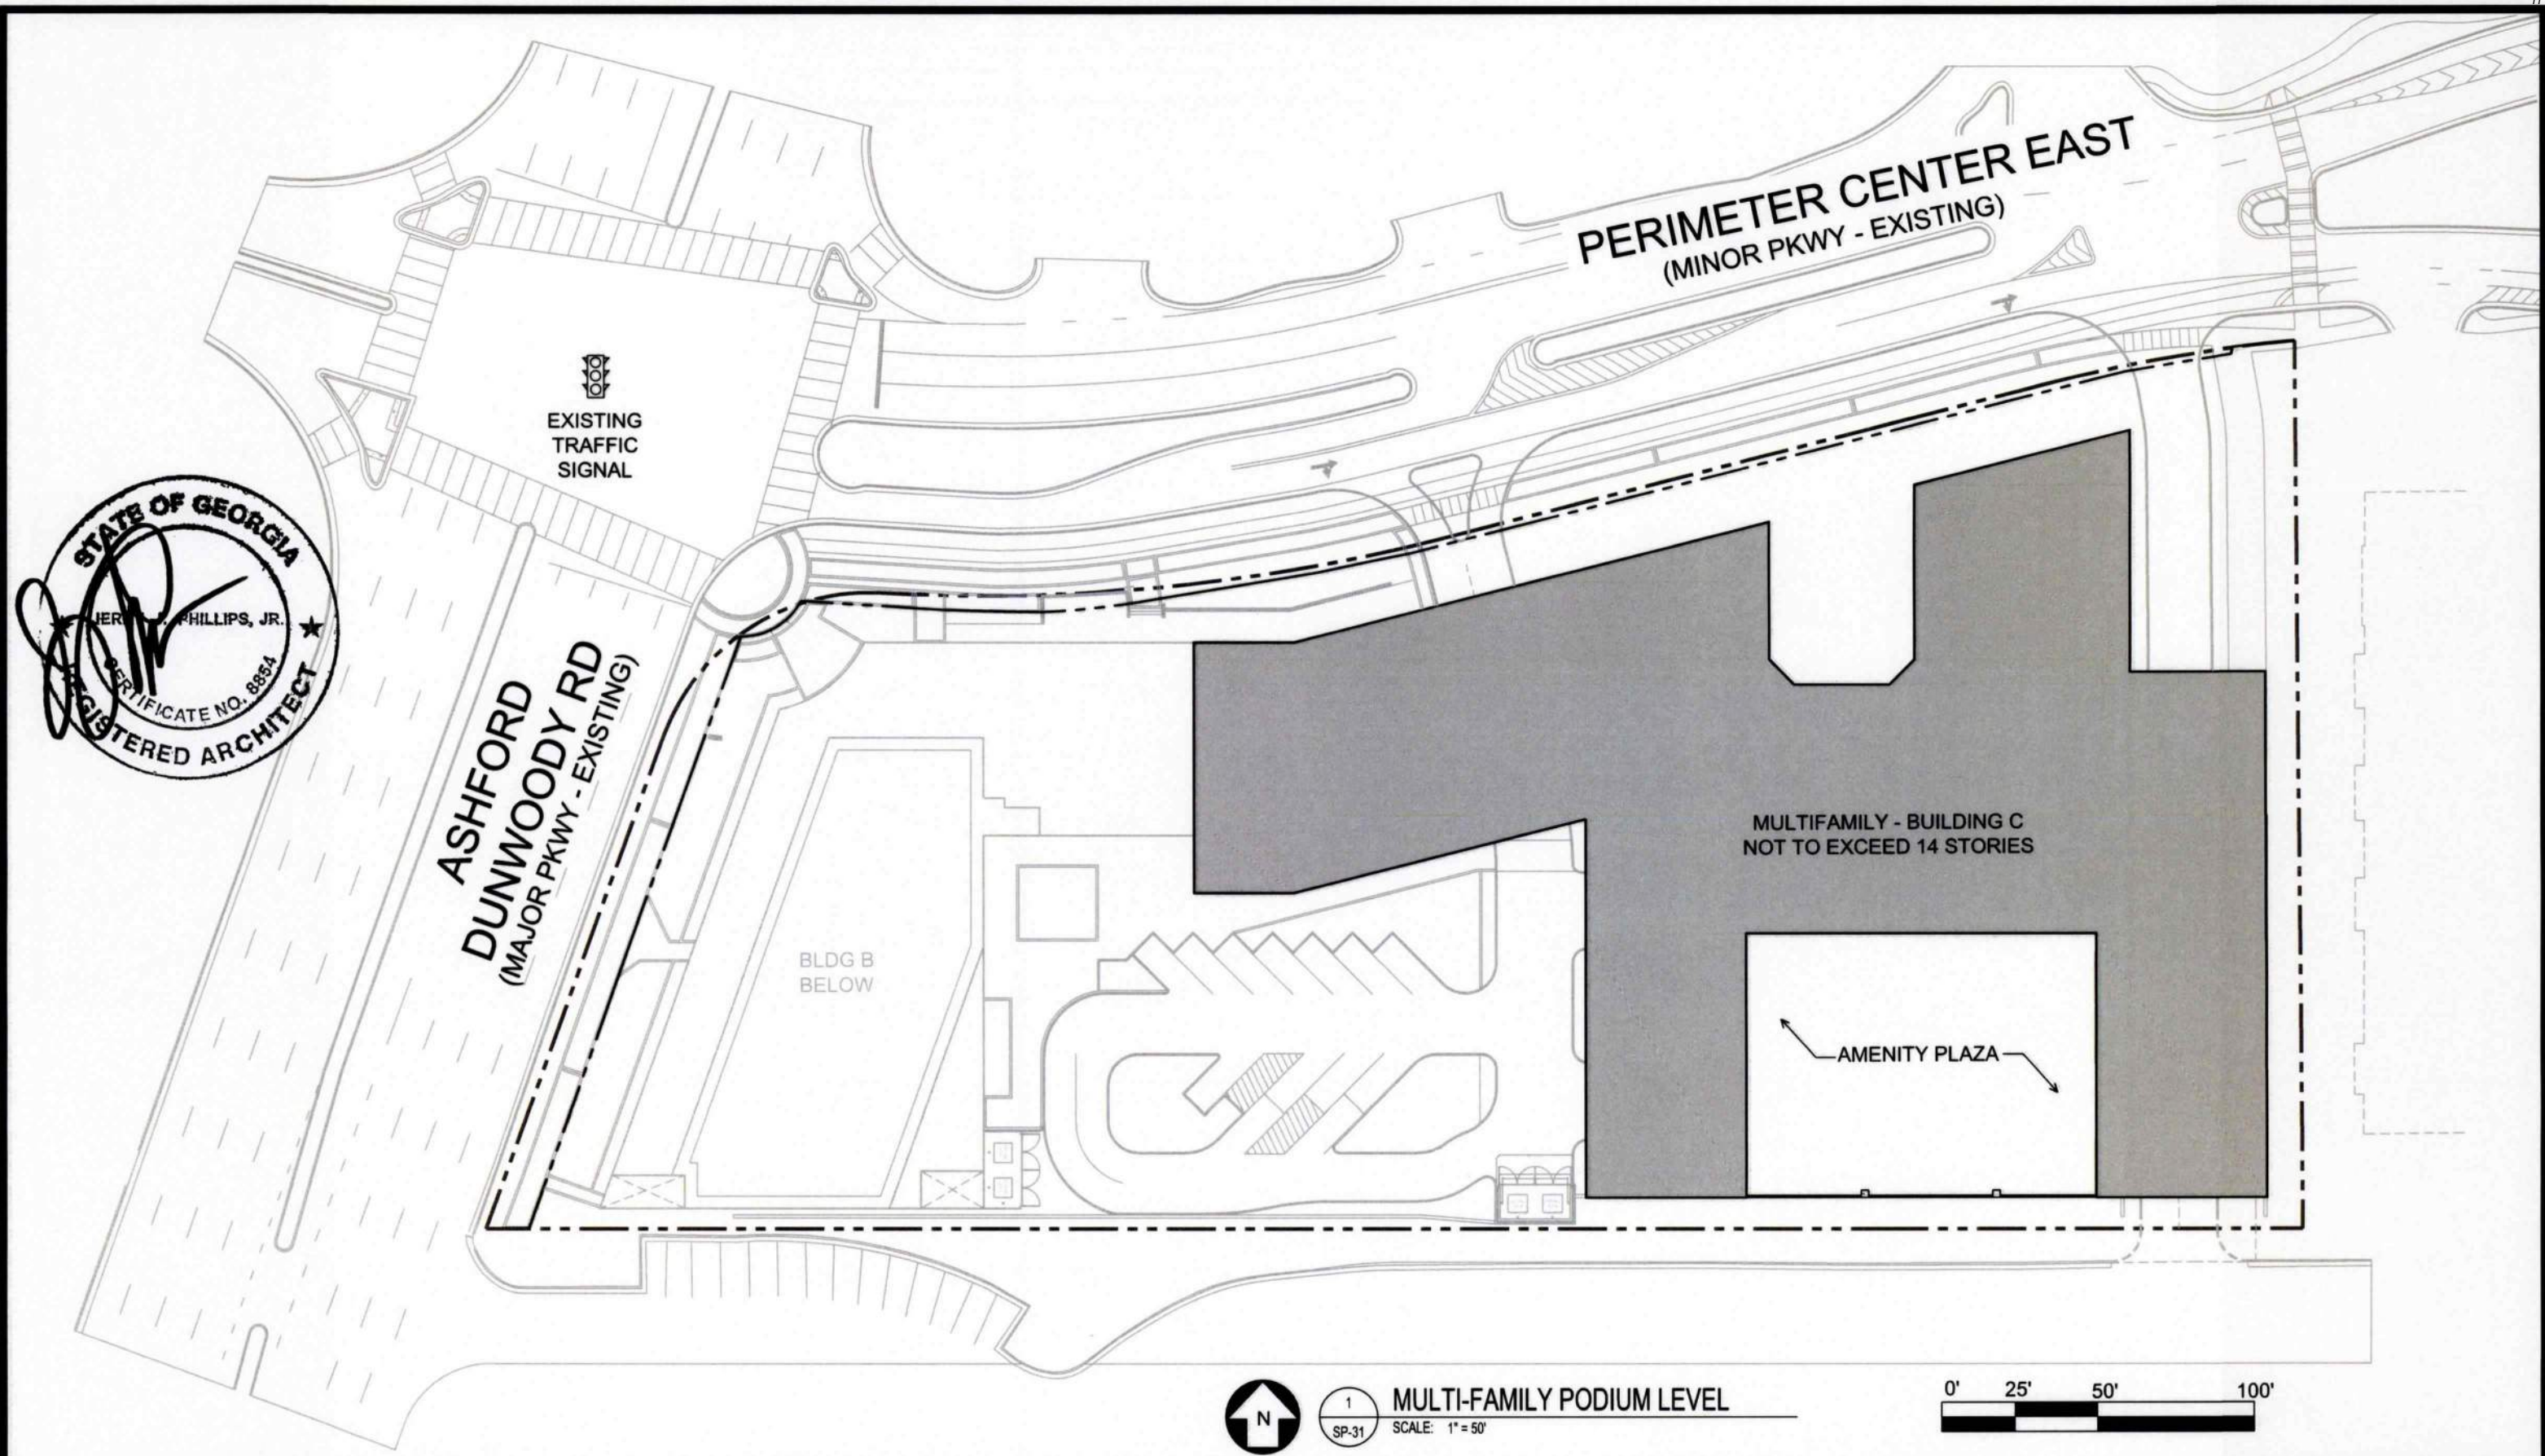 PERIMETER CENTER EAST
(MINOR PKWY - EXISTING)
EXISTING
TRAFFIC
SIGNAL
STATE OF GEORGIA
PHILLIPS, JR.
CERTIFICATE NO. 8854
REGISTERED ARCHITECT
ASHFORD
DUNWOODY RD
(MAJOR PKWY - EXISTING)
BLDG B
BELOW
MULTIFAMILY - BUILDING C
NOT TO EXCEED 14 STORIES
AMENITY PLAZA
N
1
SP-31
MULTI-FAMILY PODIUM LEVEL
SCALE: 1" = 50'
0' 25' 50' 100'